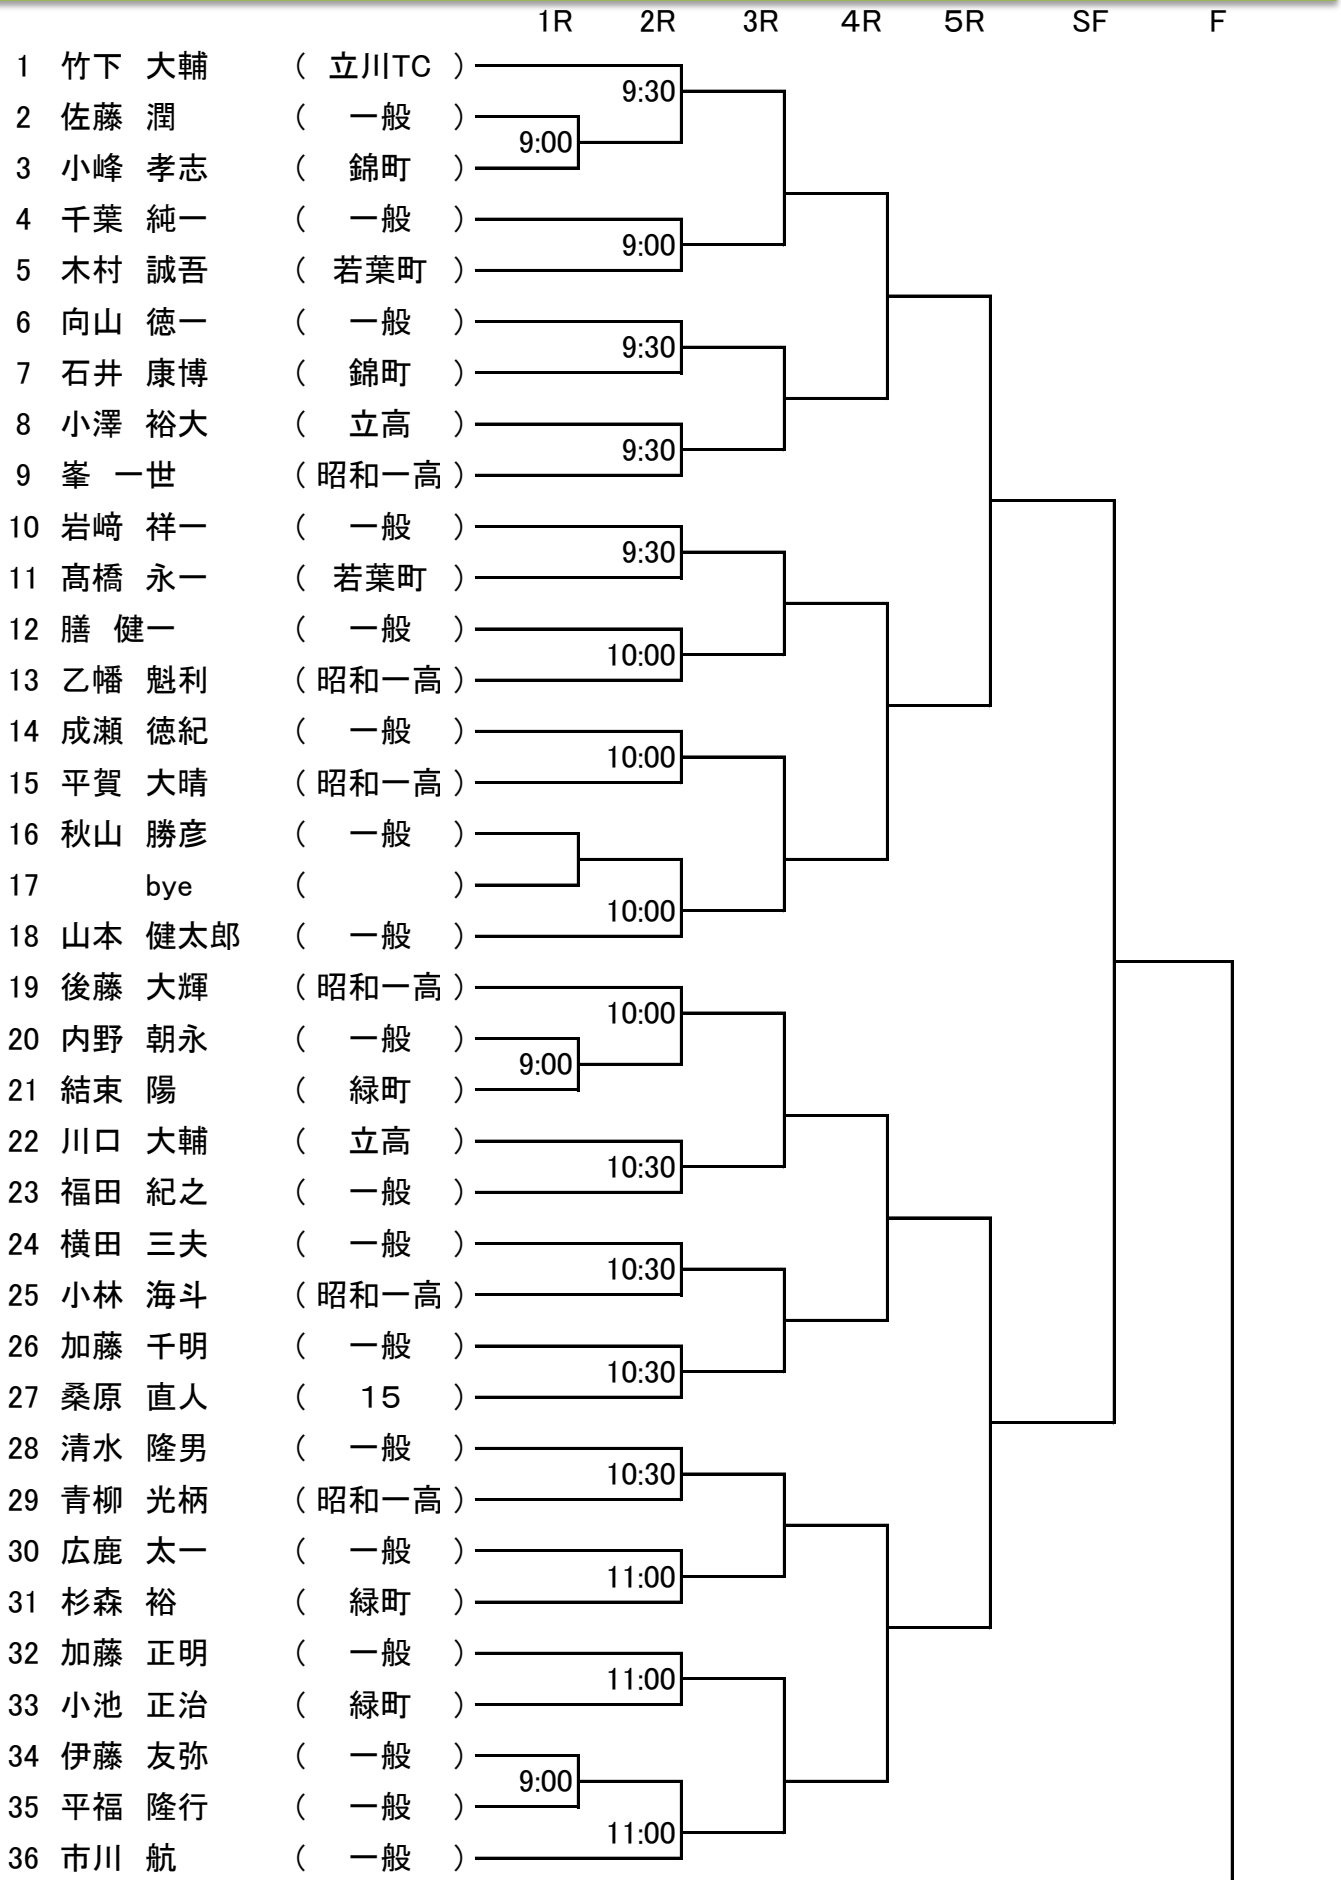 1R 2R 3R 4R 5R SF F
1 竹下 大輔 ( 立川TC )
9:30
2 佐藤 潤 ( 一般 )
9:00
3 小峰 孝志 ( 錦町 )
4 千葉 純一 ( 一般 )
9:00
5 木村 誠吾 ( 若葉町 )
6 向山 徳一 ( 一般 )
9:30
7 石井 康博 ( 錦町 )
8 小澤 裕大 ( 立高 )
9:30
9 峯 一世 ( 昭和一高 )
10 岩﨑 祥一 ( 一般 )
9:30
11 髙橋 永一 ( 若葉町 )
12 膳 健一 ( 一般 )
10:00
13 乙幡 魁利 ( 昭和一高 )
14 成瀬 徳紀 ( 一般 )
10:00
15 平賀 大晴 ( 昭和一高 )
16 秋山 勝彦 ( 一般 )
17 bye ( )
10:00
18 山本 健太郎 ( 一般 )
19 後藤 大輝 ( 昭和一高 )
10:00
20 内野 朝永 ( 一般 )
9:00
21 結束 陽 ( 緑町 )
22 川口 大輔 ( 立高 )
10:30
23 福田 紀之 ( 一般 )
24 横田 三夫 ( 一般 )
10:30
25 小林 海斗 ( 昭和一高 )
26 加藤 千明 ( 一般 )
10:30
27 桑原 直人 ( 15 )
28 清水 隆男 ( 一般 )
10:30
29 青柳 光柄 ( 昭和一高 )
30 広鹿 太一 ( 一般 )
11:00
31 杉森 裕 ( 緑町 )
32 加藤 正明 ( 一般 )
11:00
33 小池 正治 ( 緑町 )
34 伊藤 友弥 ( 一般 )
9:00
35 平福 隆行 ( 一般 )
11:00
36 市川 航 ( 一般 )